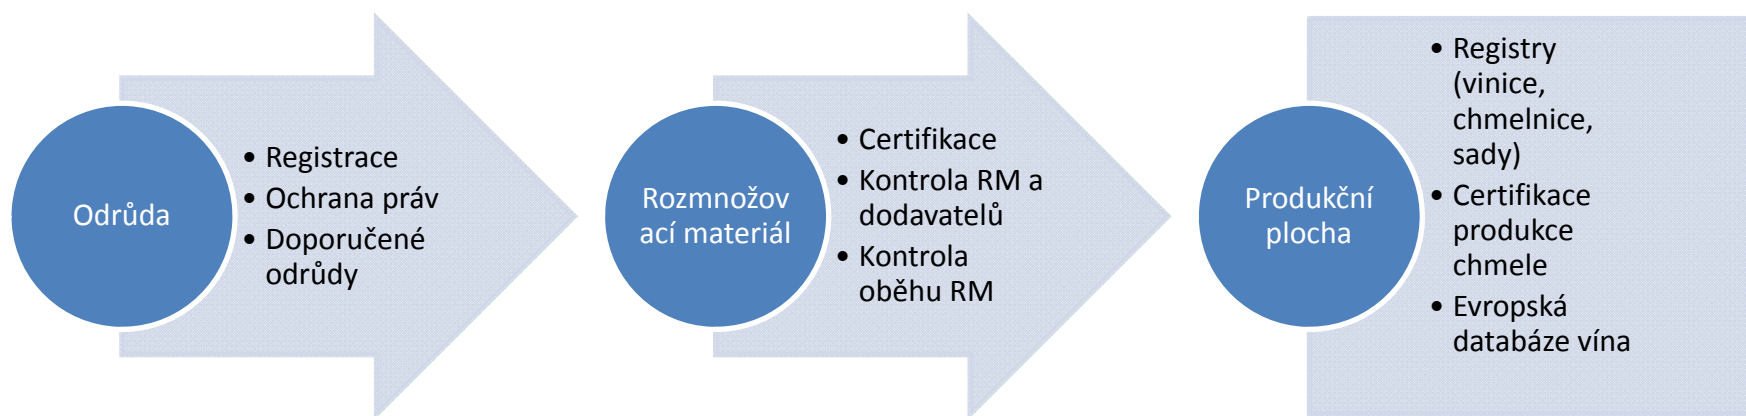 Odrůda
• Registrace
• Ochrana práv
• Doporučené
odrůdy
Rozmnožov
ací materiál
• Certifikace
• Kontrola RM a
dodavatelů
• Kontrola
oběhu RM
Produkční
plocha
• Registry
(vinice,
chmelnice,
sady)
• Certifikace
produkce
chmele
• Evropská
databáze vína